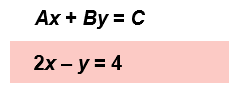 Ax + By = C
2x – y = 4